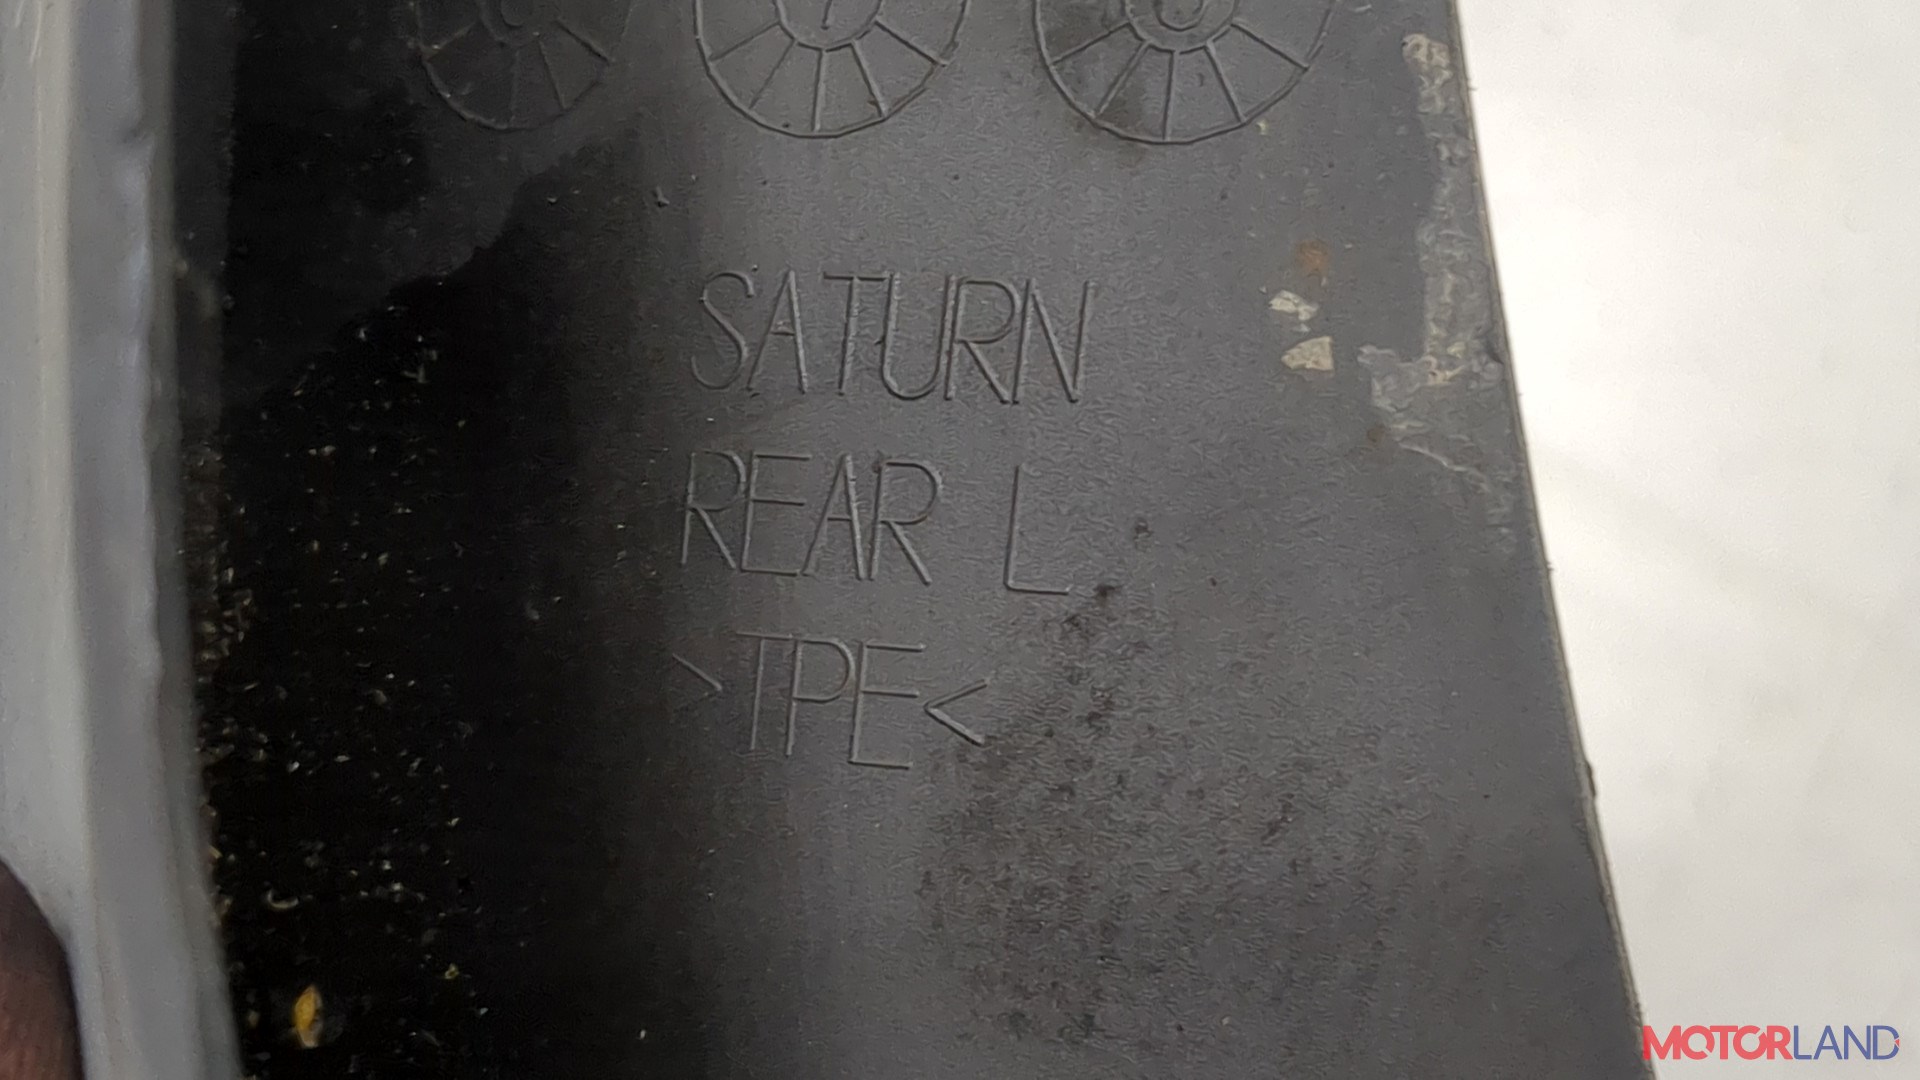 SATURN
REAR L
>TPE<
MOTORLAND